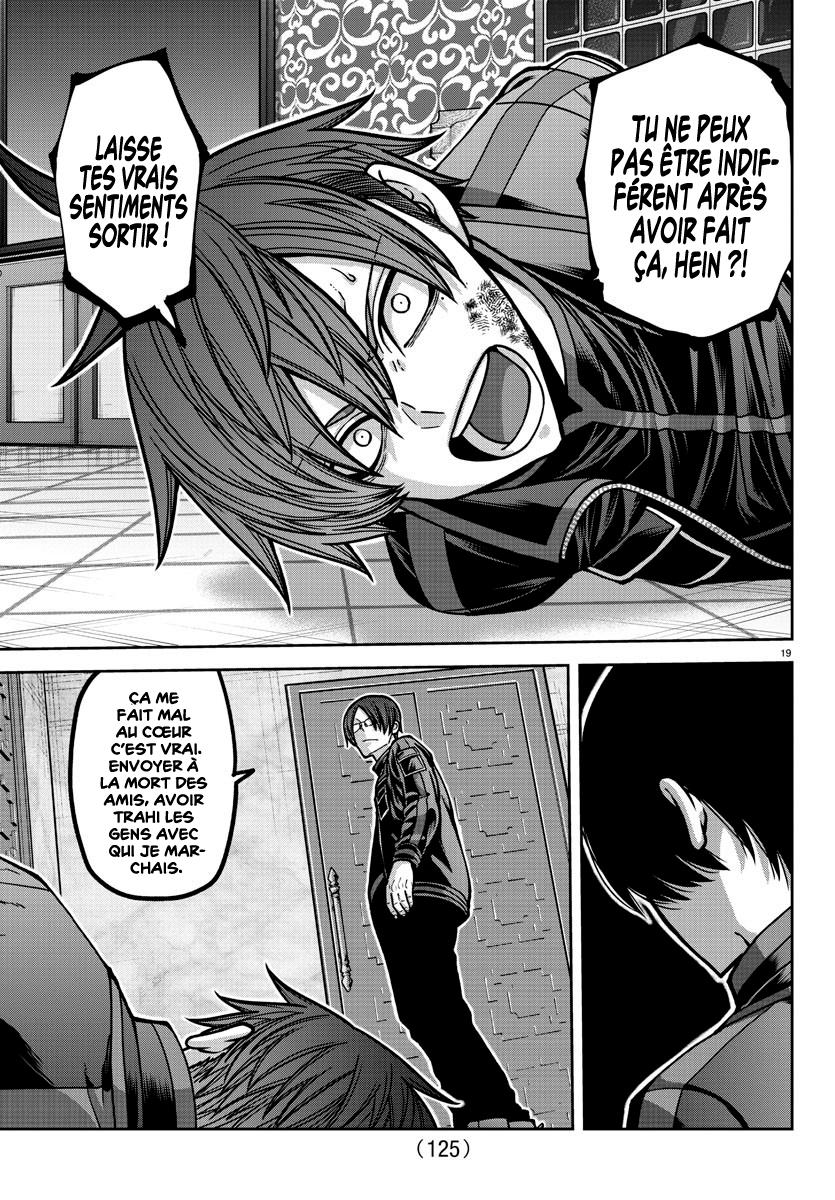 TU NE PEUX
PAS ÊTRE INDIF-
FÉRENT APRÈS
AVOIR FAIT
ÇA, HEIN ?!
LAISSE
TES VRAIS
SENTIMENTS
SORTIR !
19
ÇA ME
FAIT MAL
AU CŒUR
C'EST VRAI.
ENVOYER À
LA MORT DES
AMIS, AVOIR
TRAHI LES
GENS AVEC
QUI JE MAR-
CHAIS.
(125)